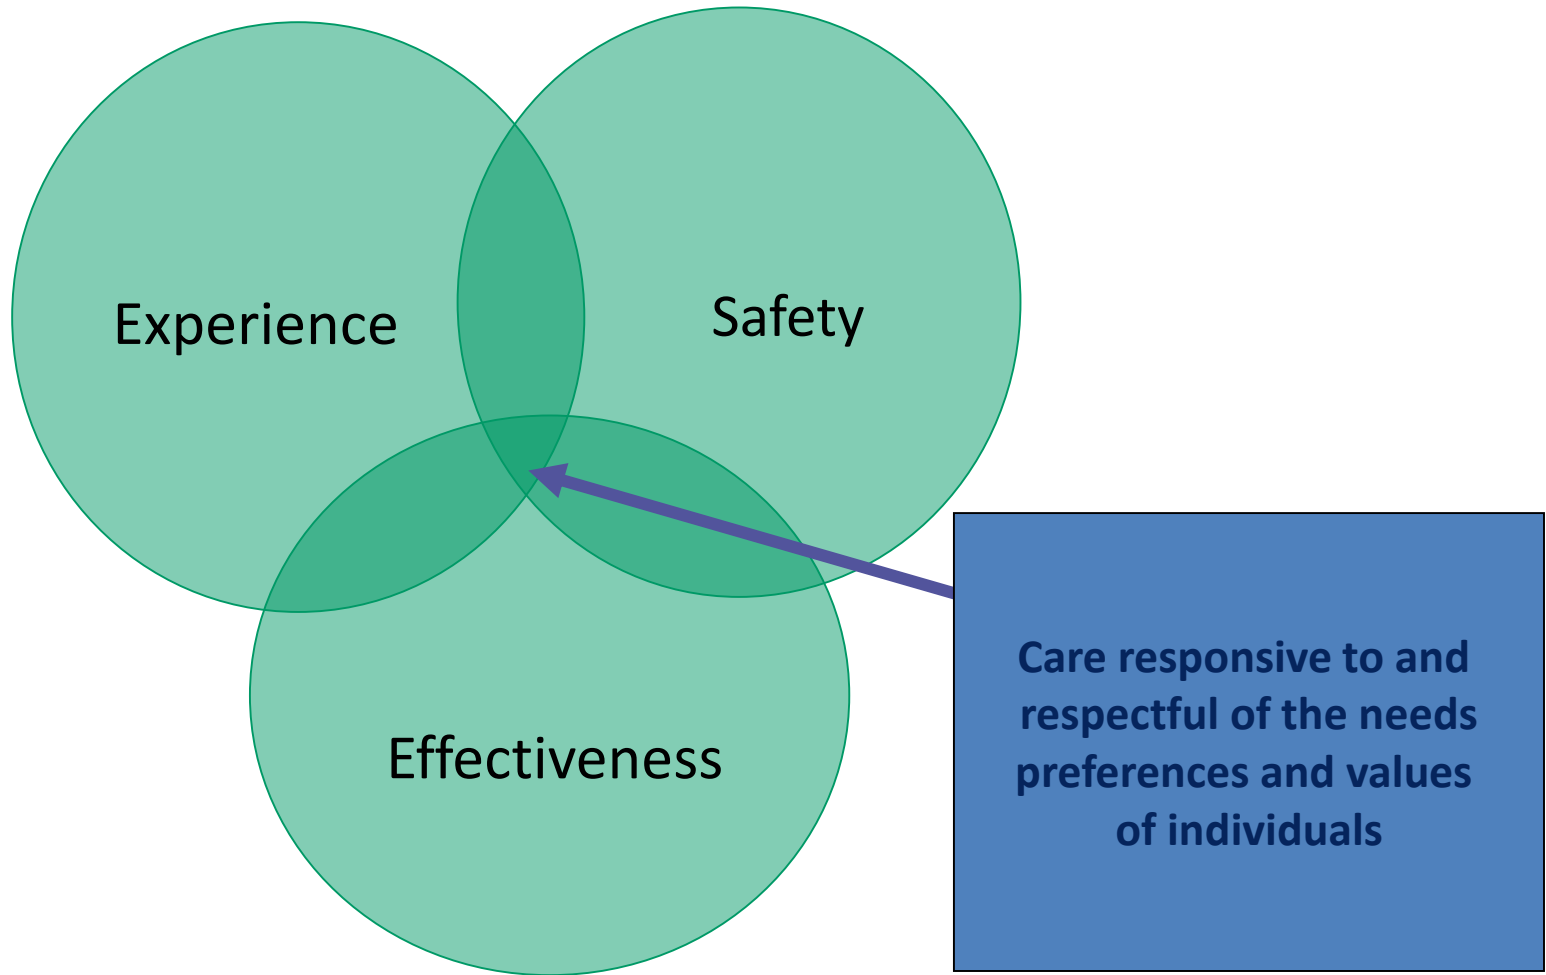 Experience
Safety
Effectiveness
Care responsive to and
respectful of the needs
preferences and values
of individuals